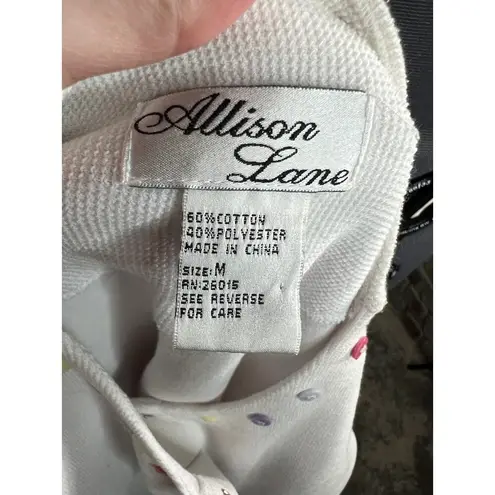 Allison
Lane
60%COTTON
40%POLYESTER
MADE IN CHINA
SIZE:M
RN:26015
SEE REVERSE
FOR CARE